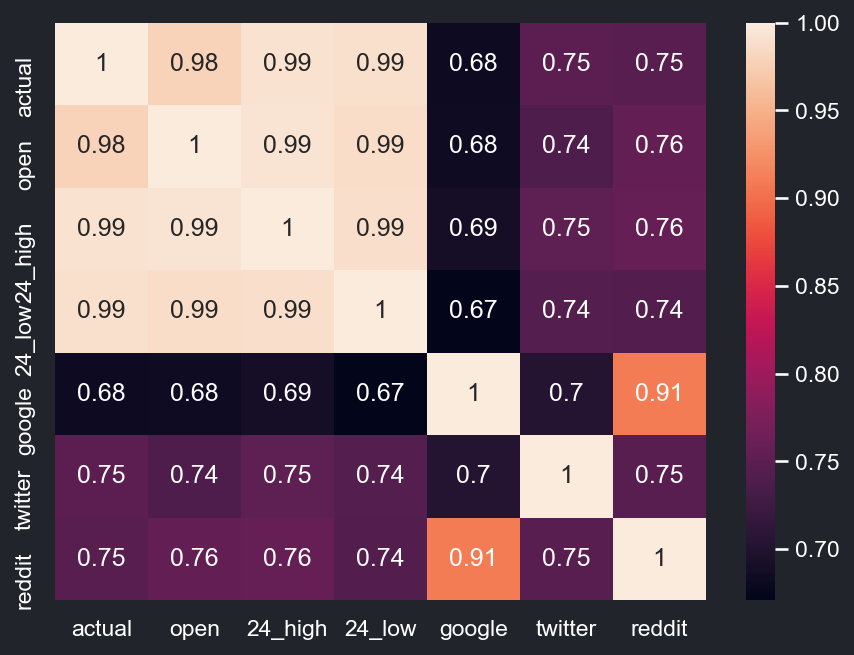 actual 1 0.98 0.99 0.99 0.68 0.75 0.75
open 0.98 1 0.99 0.99 0.68 0.74 0.76
24_high 0.99 0.99 1 0.99 0.69 0.75 0.76
24_low 0.99 0.99 0.99 1 0.67 0.74 0.74
google 0.68 0.68 0.69 0.67 1 0.7 0.91
twitter 0.75 0.74 0.75 0.74 0.7 1 0.75
reddit 0.75 0.76 0.76 0.74 0.91 0.75 1
actual open 24_high 24_low google twitter reddit
1.00
0.95
0.90
0.85
0.80
0.75
0.70